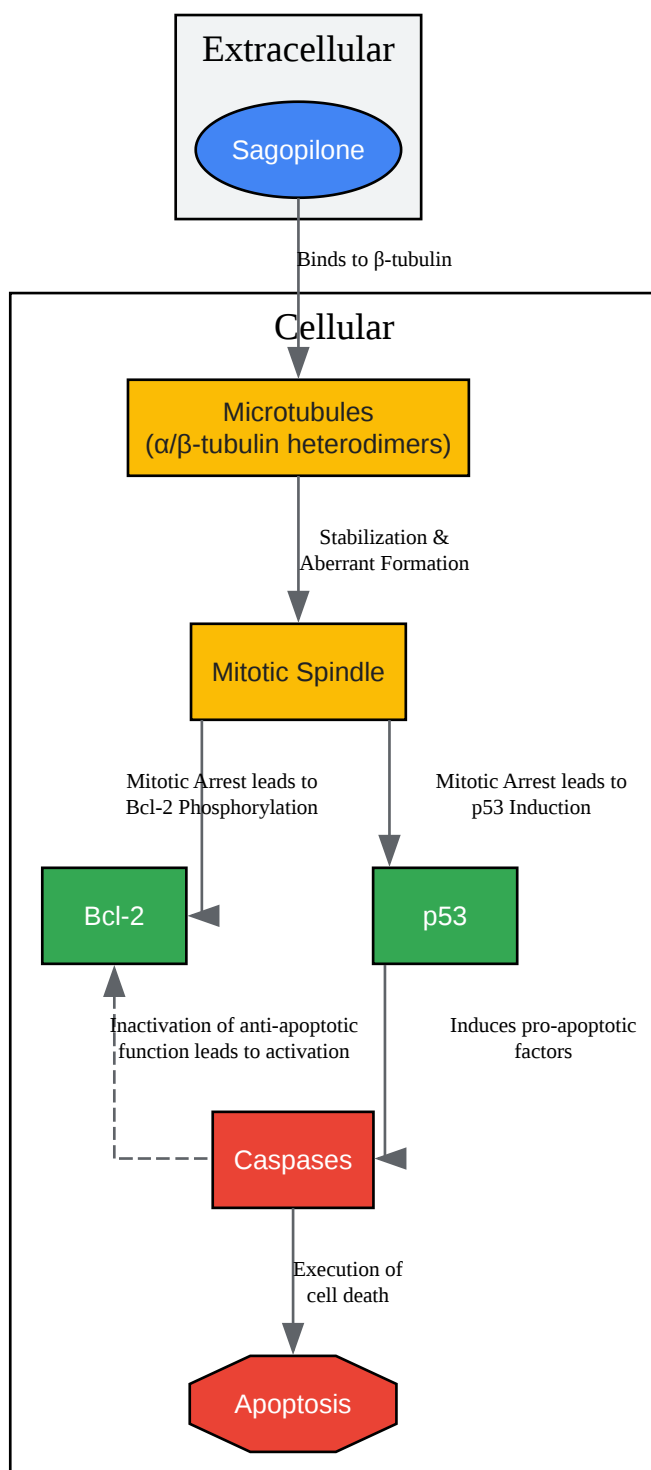 Extracellular
Sagopilone
Binds to β-tubulin
Cellular
Microtubules
(α/β-tubulin heterodimers)
Stabilization &
Aberrant Formation
Mitotic Spindle
Mitotic Arrest leads to
Bcl-2 Phosphorylation
Mitotic Arrest leads to
p53 Induction
Bcl-2
p53
Inactivation of anti-apoptotic
function leads to activation
Induces pro-apoptotic
factors
Caspases
Execution of
cell death
Apoptosis